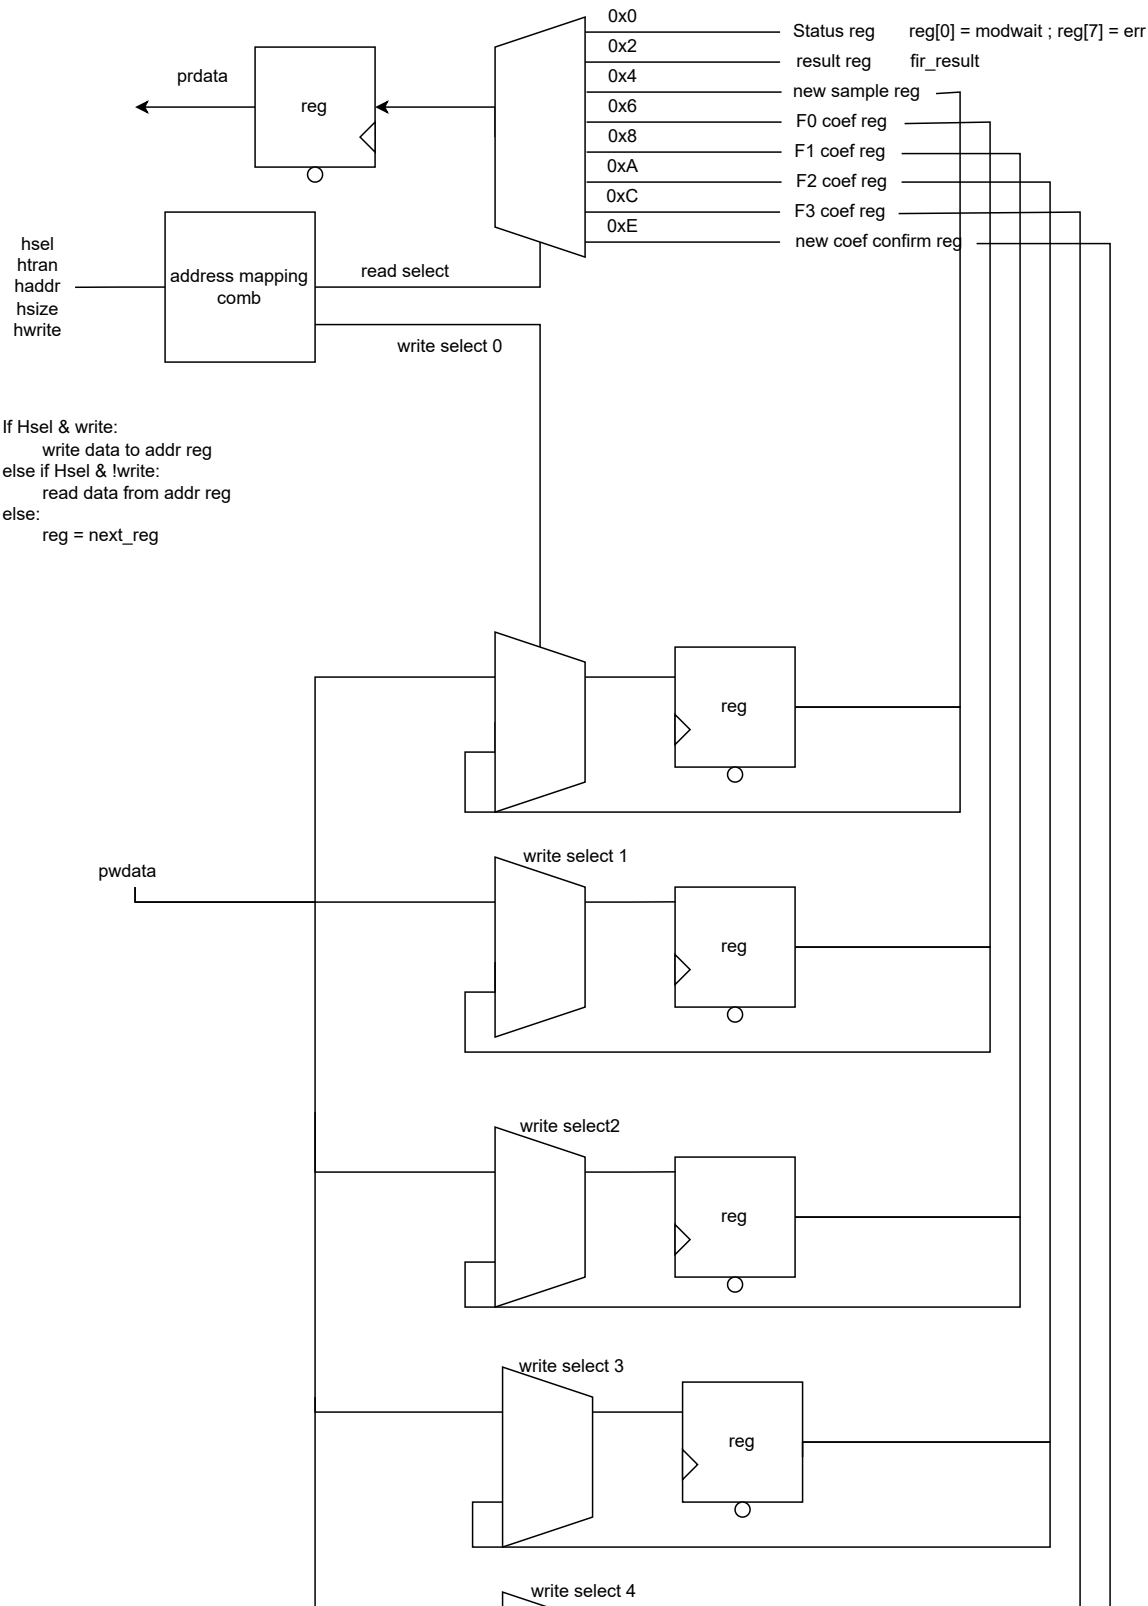 0x0
Status reg
reg[0] = modwait ; reg[7] = err
0x2
result reg
fir_result
0x4
new sample reg
0x6
F0 coef reg
0x8
F1 coef reg
0xA
F2 coef reg
0xC
F3 coef reg
0xE
new coef confirm reg
prdata
reg
hsel
htran
haddr
hsize
hwrite
address mapping
comb
read select
write select 0
If Hsel & write:
write data to addr reg
else if Hsel & !write:
read data from addr reg
else:
reg = next_reg
reg
pwdata
write select 1
reg
write select2
reg
write select 3
reg
write select 4